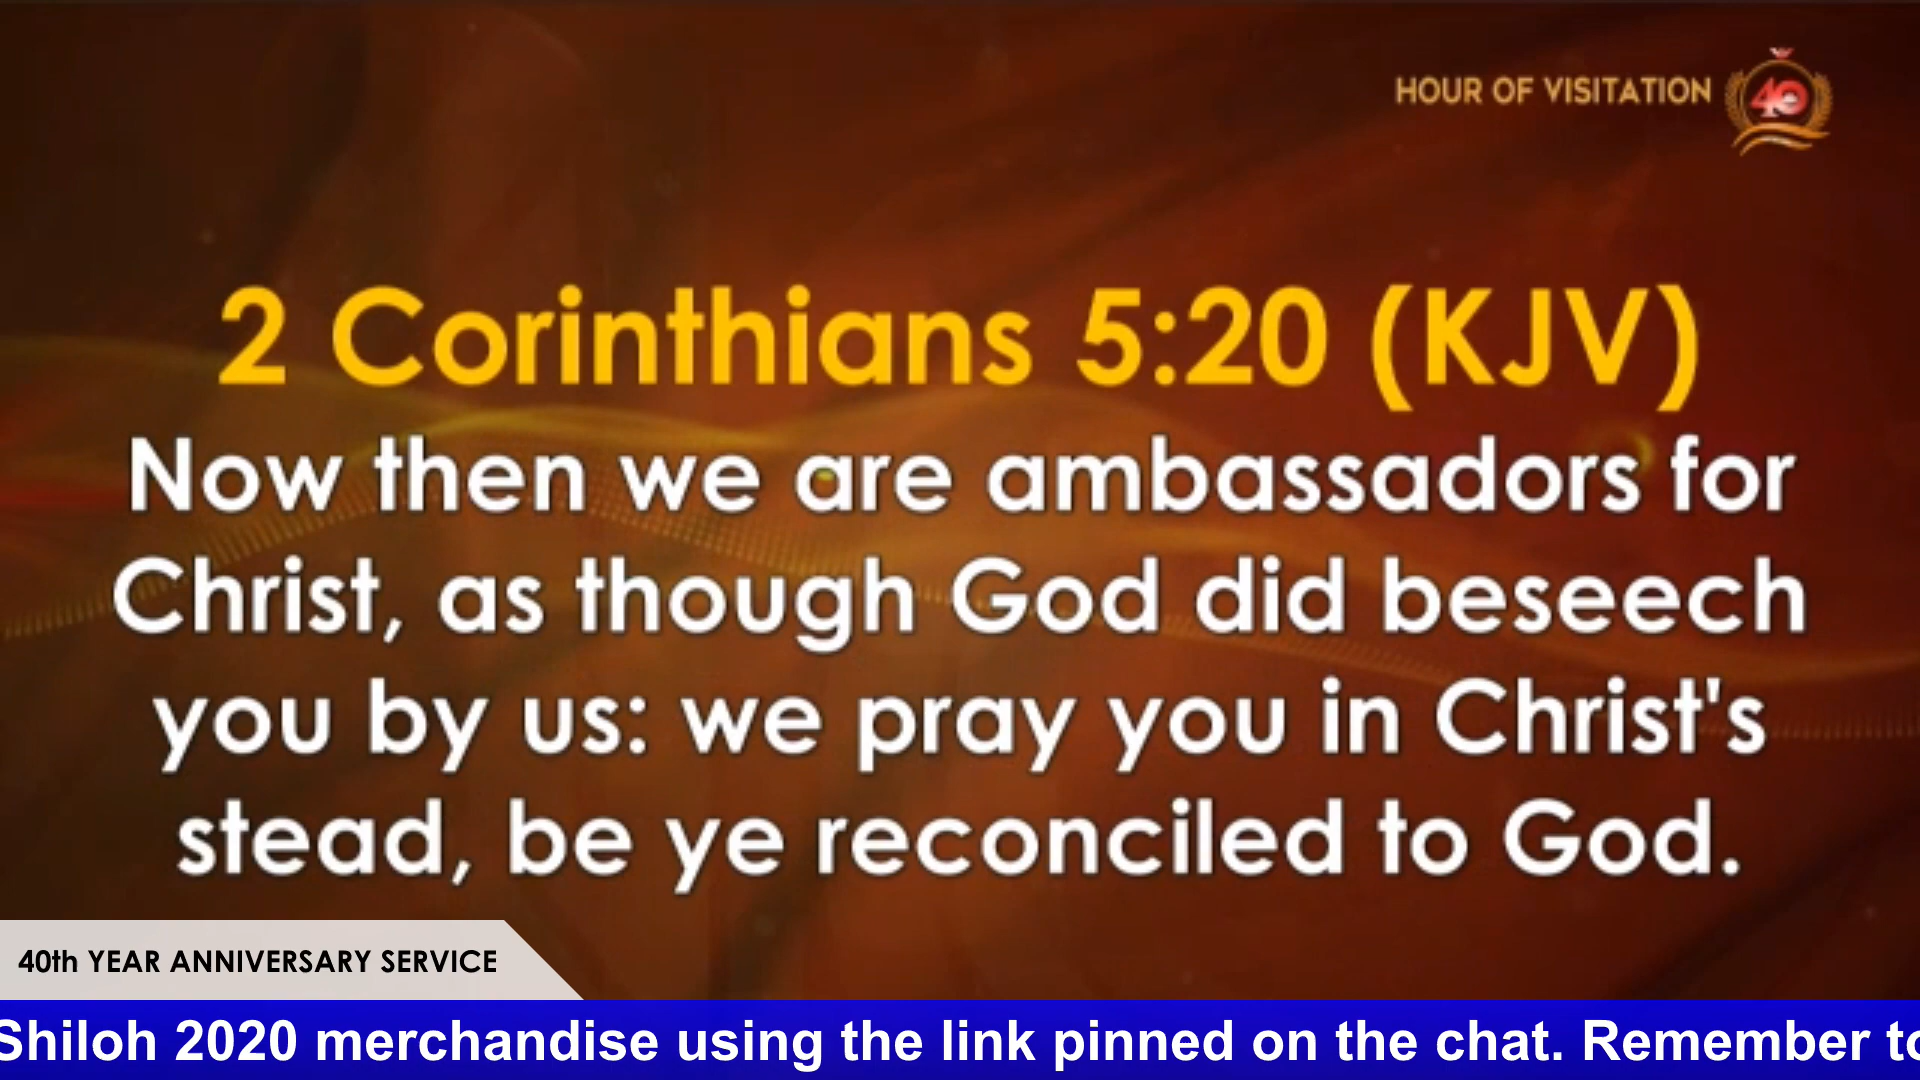 HOUR OF VISITATION 40
2 Corinthians 5:20 (KJV)
Now then we are ambassadors for
Christ, as though God did beseech
you by us: we pray you in Christ's
stead, be ye reconciled to God.
40th YEAR ANNIVERSARY SERVICE
Shiloh 2020 merchandise using the link pinned on the chat. Remember to